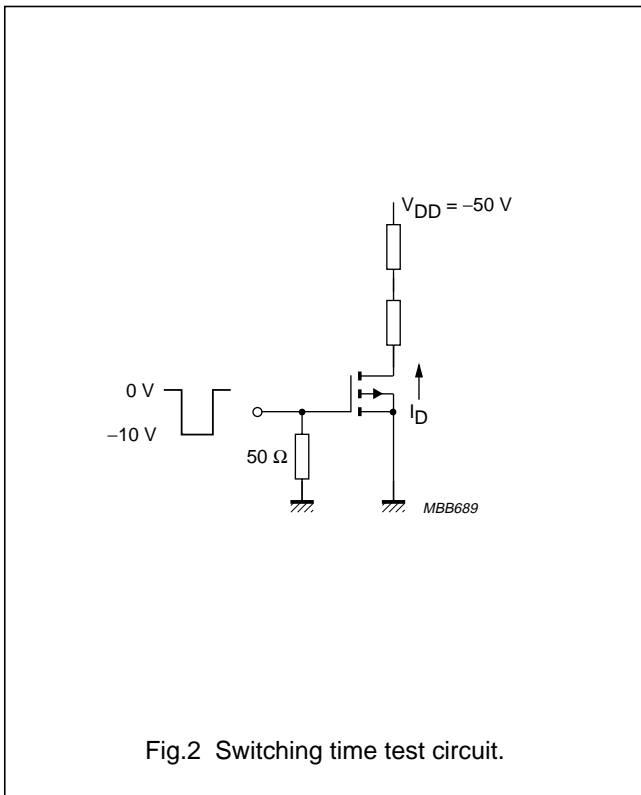 V_DD = −50 V
0 V
−10 V
I_D
50 Ω
MBB689
Fig.2 Switching time test circuit.